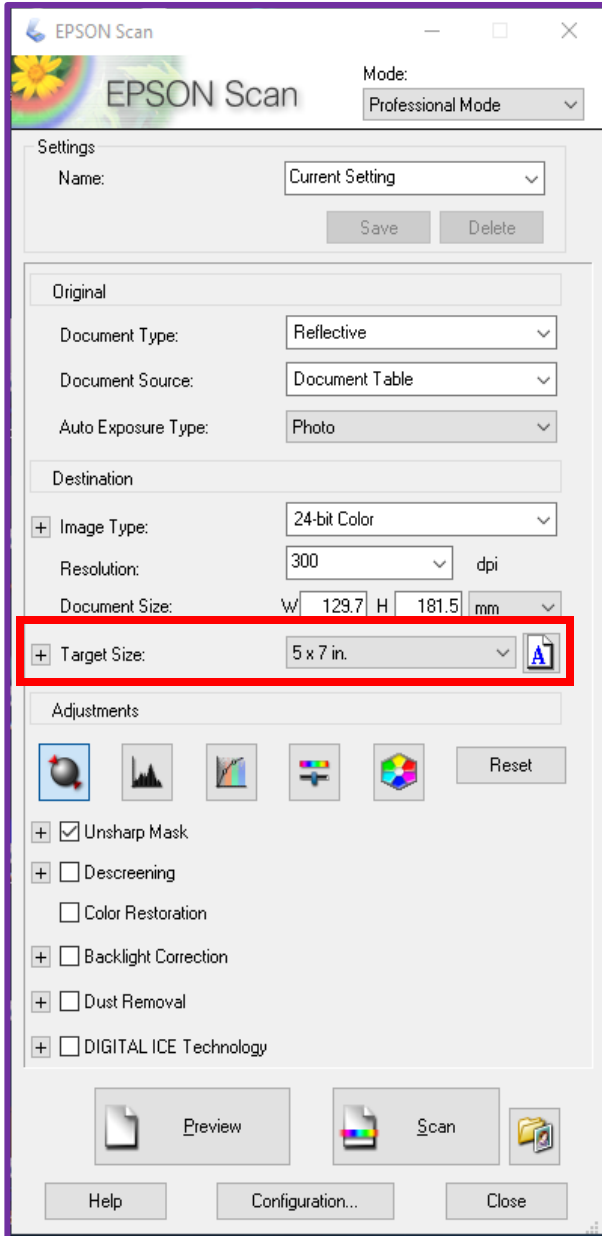 EPSON Scan
EPSON Scan
Mode:
Professional Mode
Settings
Name:
Current Setting
Save
Delete
Original
Document Type:
Reflective
Document Source:
Document Table
Auto Exposure Type:
Photo
Destination
Image Type:
24-bit Color
Resolution:
300
dpi
Document Size:
W 129.7 H 181.5 mm
Target Size:
5 x 7 in.
A
Adjustments
Reset
Unsharp Mask
Descreening
Color Restoration
Backlight Correction
Dust Removal
DIGITAL ICE Technology
Preview
Scan
Help
Configuration...
Close